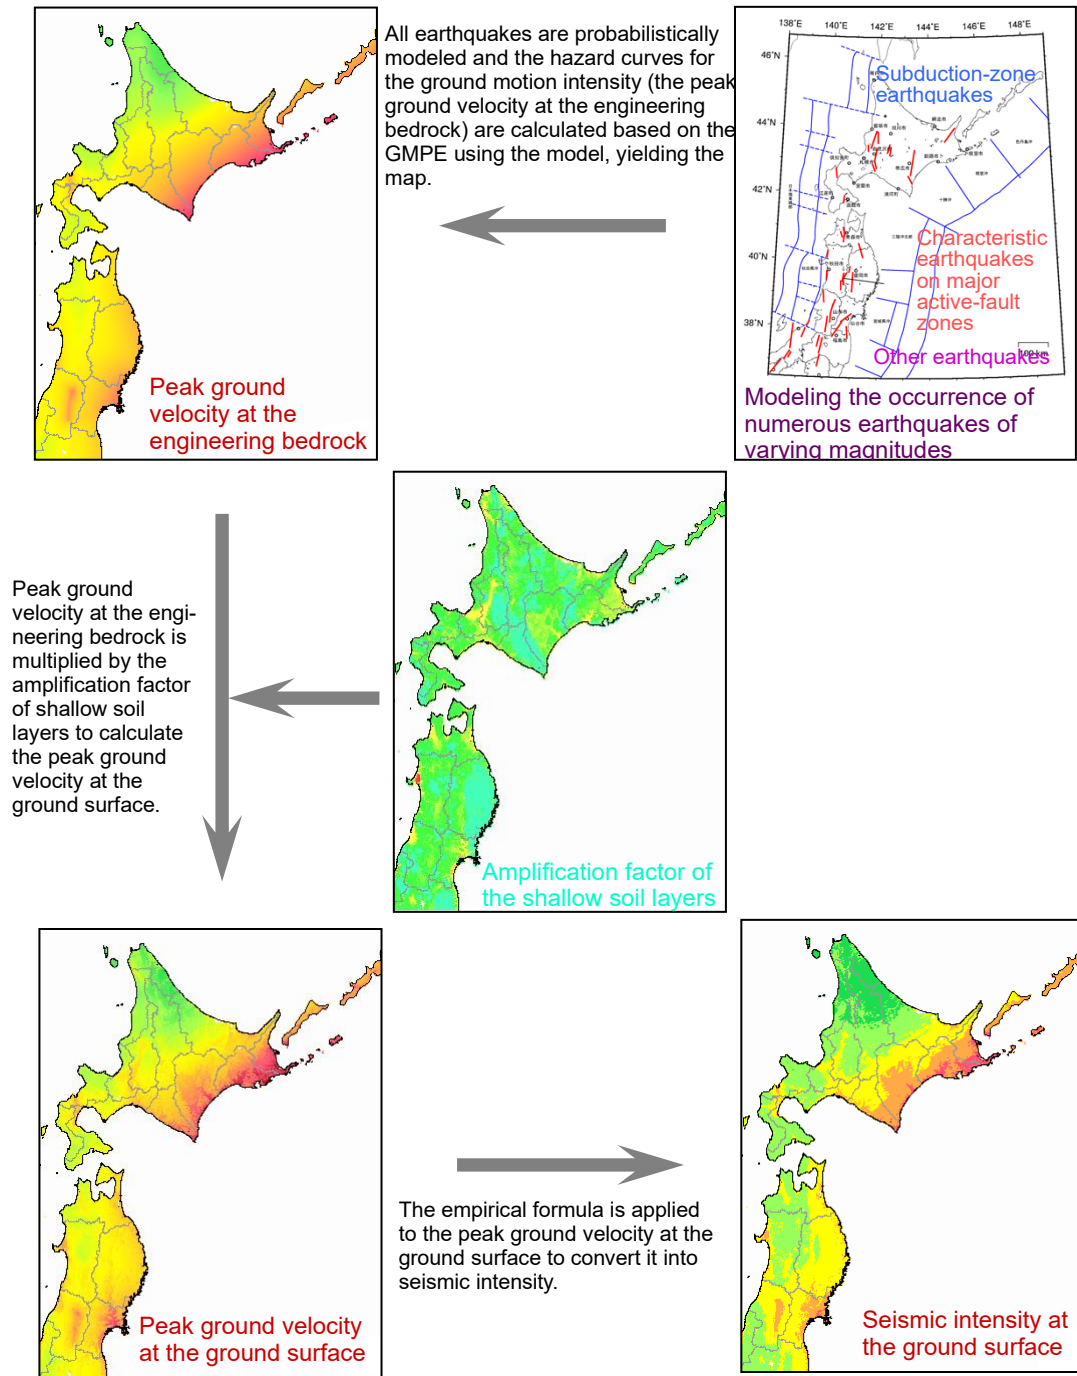 All earthquakes are probabilistically
modeled and the hazard curves for
the ground motion intensity (the peak
ground velocity at the engineering
bedrock) are calculated based on the
GMPE using the model, yielding the
map.
138°E 140°E 142°E 144°E 146°E 148°E
46°N
44°N
42°N
40°N
38°N
Subduction-zone
earthquakes
Characteristic
earthquakes
on major
active-fault
zones
Other earthquakes
100 km
Modeling the occurrence of
numerous earthquakes of
varying magnitudes
Peak ground
velocity at the
engineering bedrock
Peak ground
velocity at the engi-
neering bedrock is
multiplied by the
amplification factor
of shallow soil
layers to calculate
the peak ground
velocity at the
ground surface.
Amplification factor of
the shallow soil layers
Peak ground velocity
at the ground surface
The empirical formula is applied
to the peak ground velocity at the
ground surface to convert it into
seismic intensity.
Seismic intensity at
the ground surface